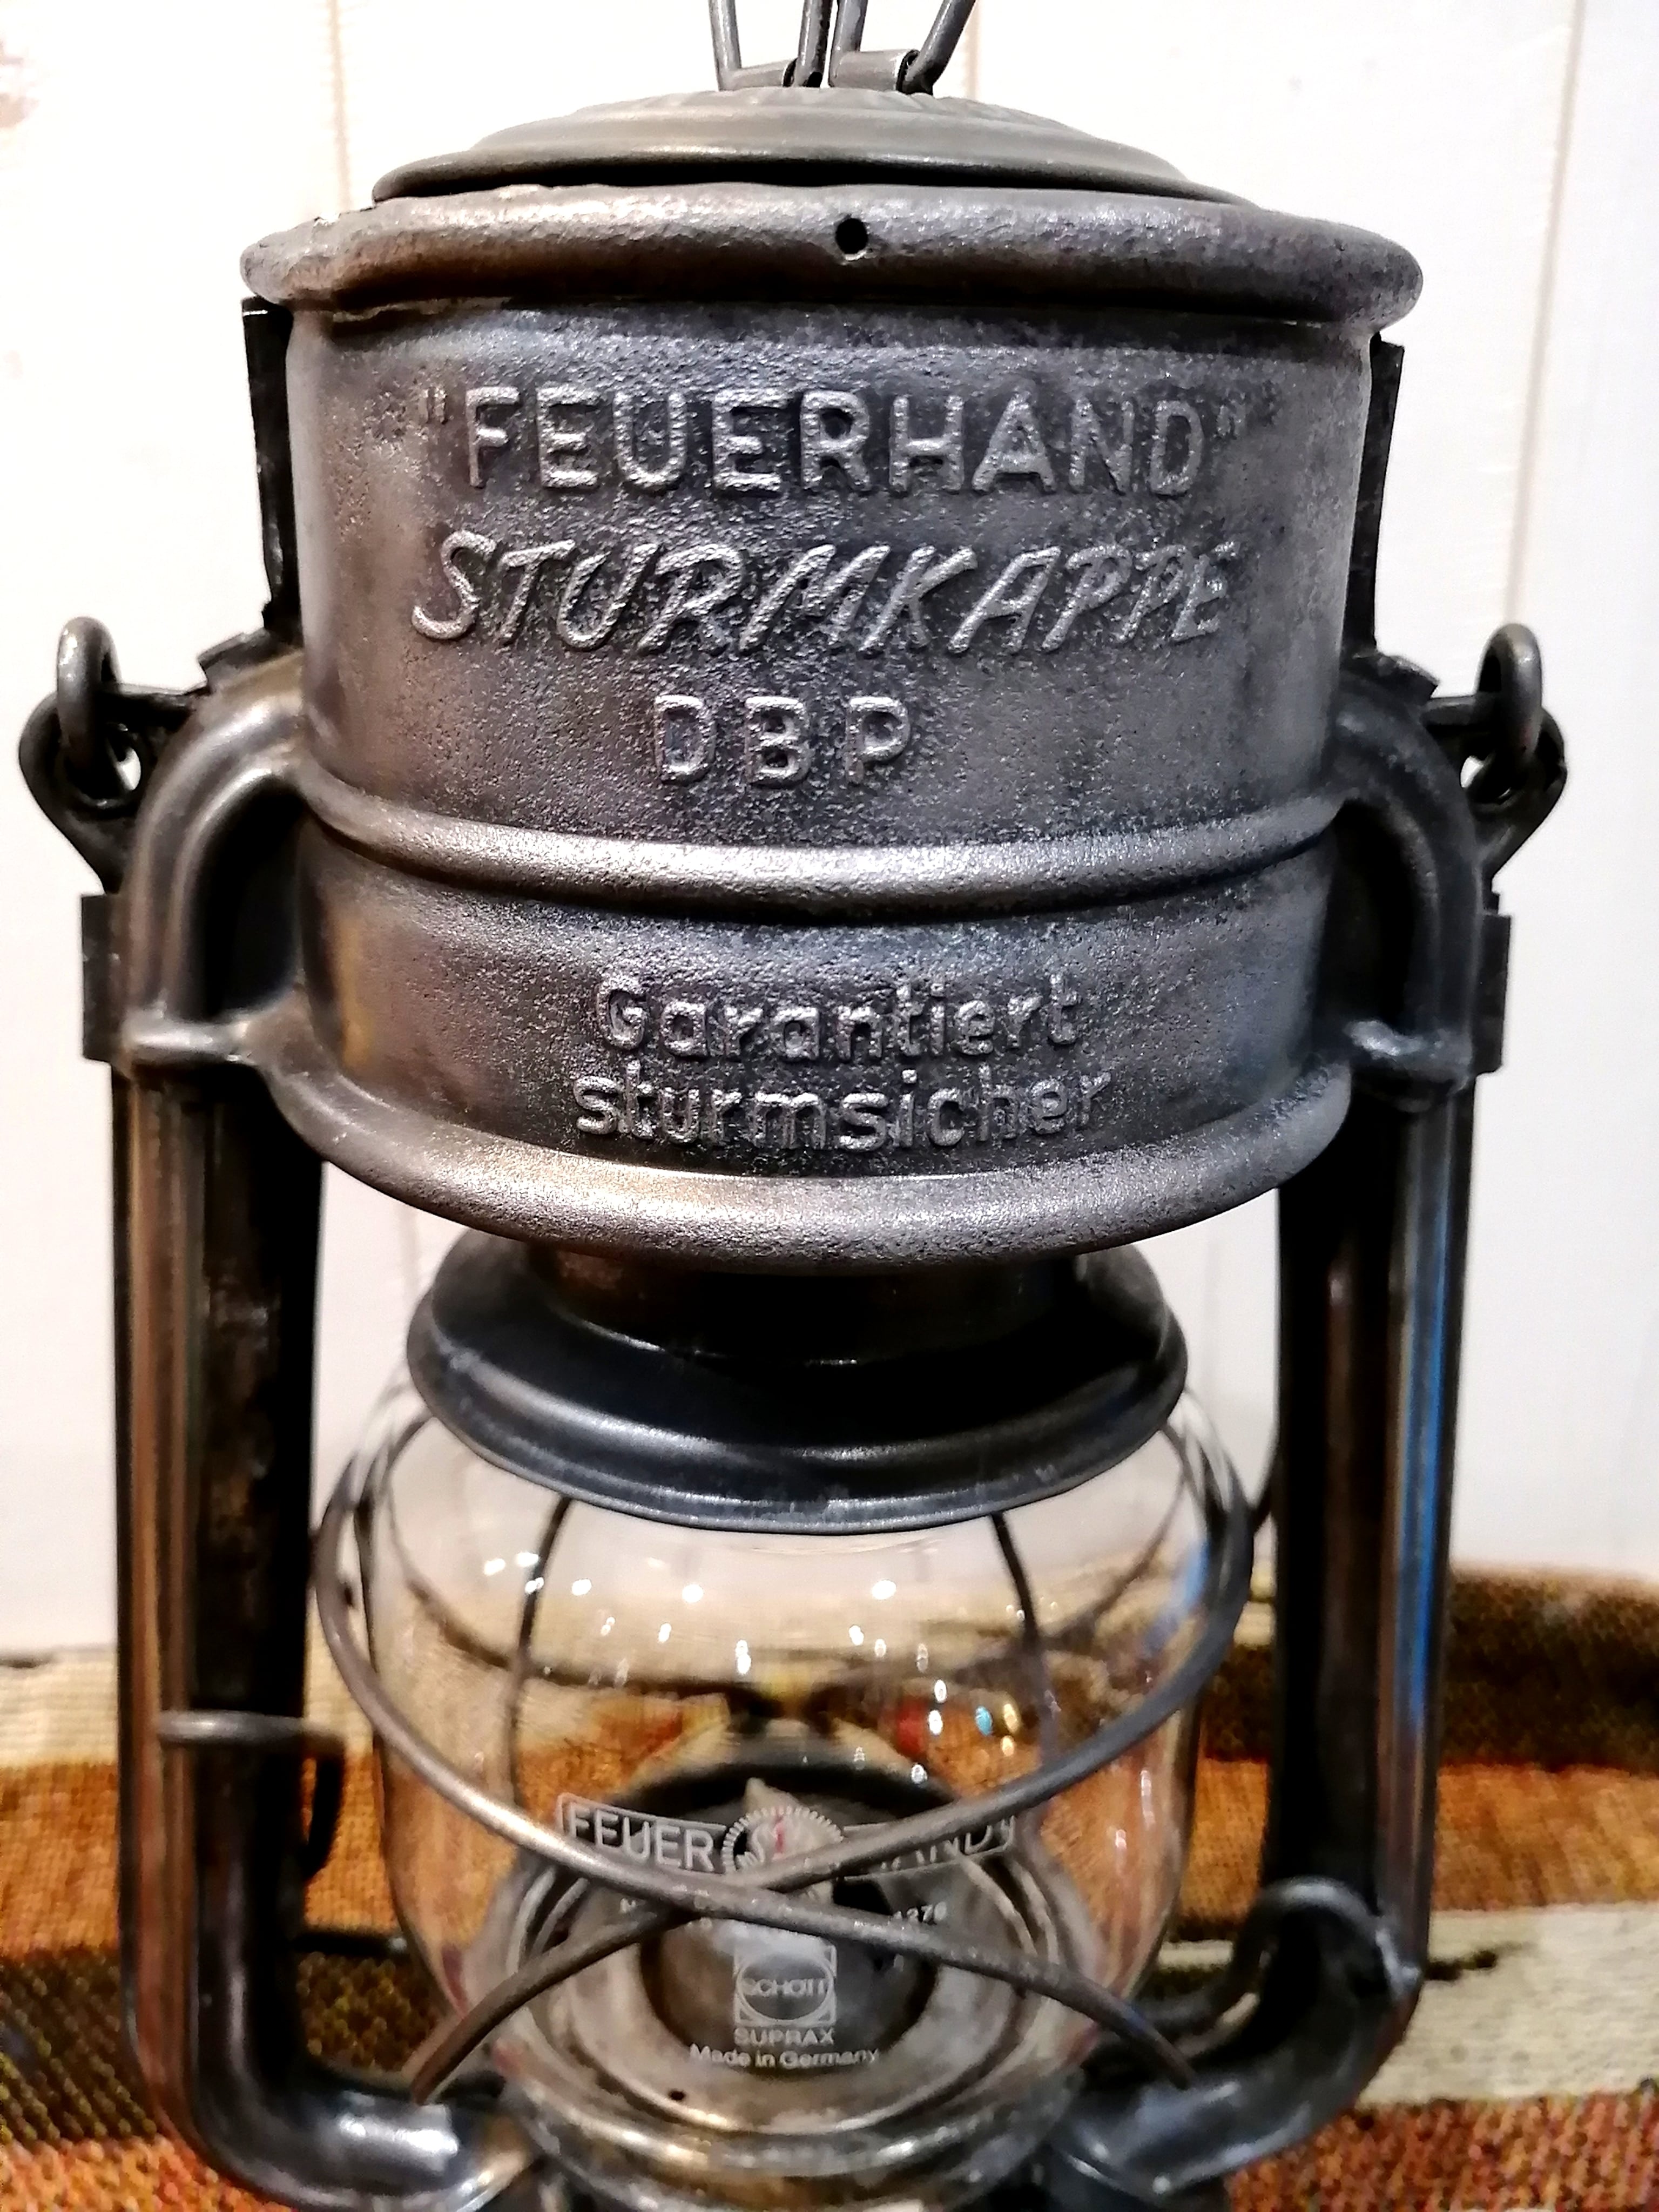 "FEUERHAND"
STURMKAPPE
DBP
Garantiert
sturmsicher
FEUER
SCHOTT
SUPRAX
Made in Germany